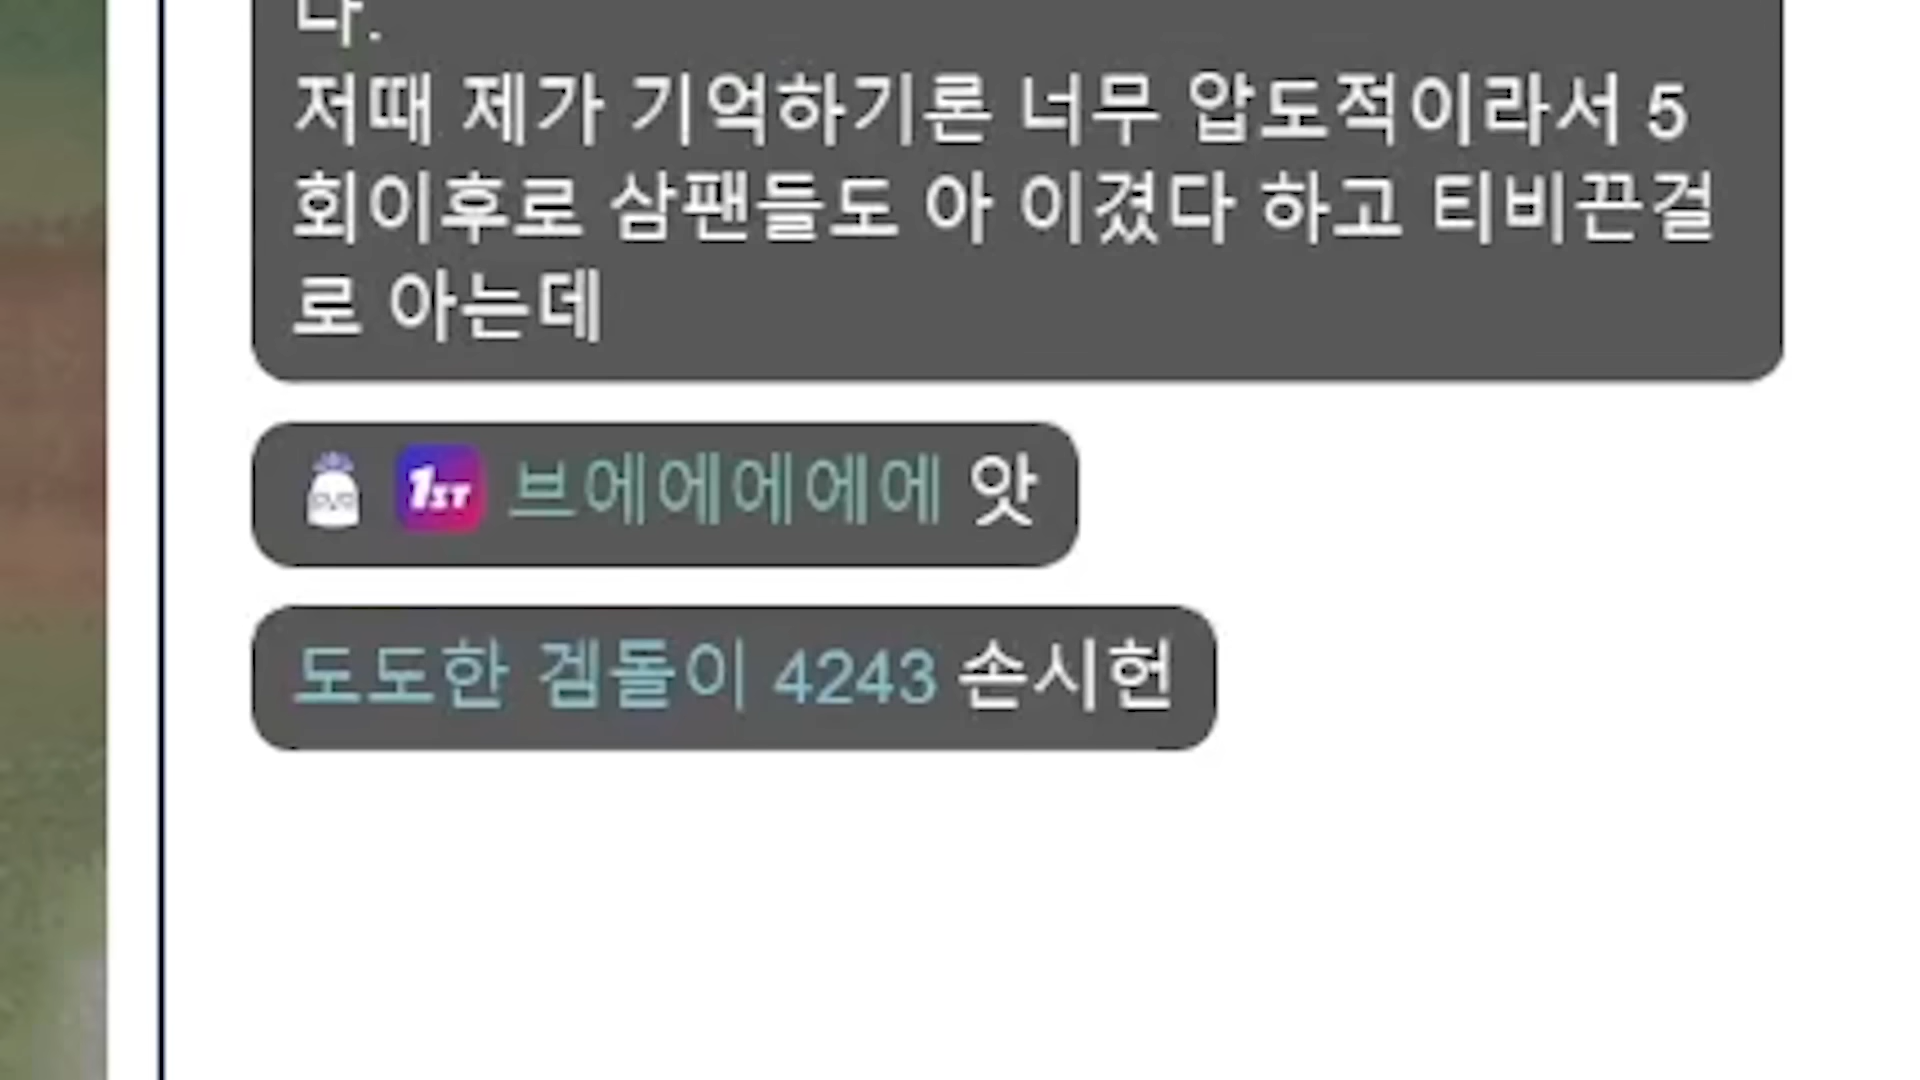 다.
저때 제가 기억하기론 너무 압도적이라서 5
회이후로 삼팬들도 아 이겼다 하고 티비끈걸
로 아는데
1ST 브에에에에에 앗
도도한 겜돌이 4243 손시헌